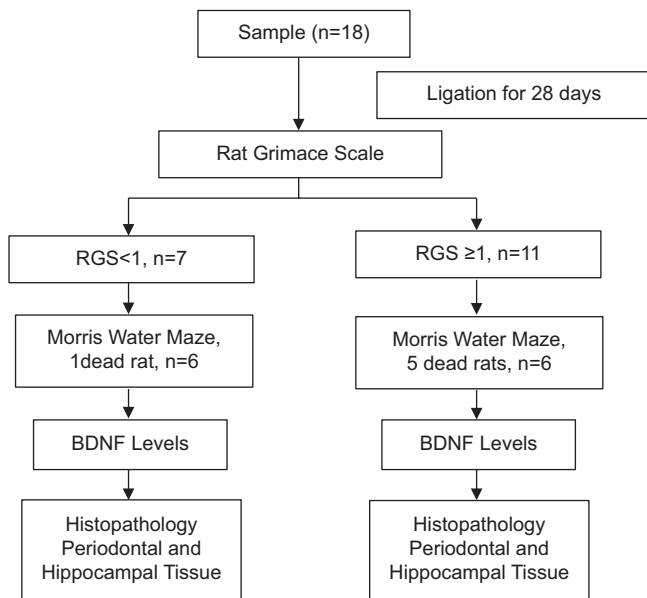 Sample (n=18)
Ligation for 28 days
Rat Grimace Scale
RGS<1, n=7
RGS ≥1, n=11
Morris Water Maze,
1dead rat, n=6
Morris Water Maze,
5 dead rats, n=6
BDNF Levels
BDNF Levels
Histopathology
Periodontal and
Hippocampal Tissue
Histopathology
Periodontal and
Hippocampal Tissue